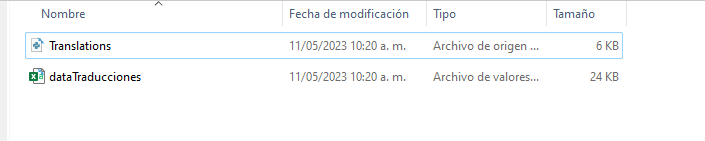 Nombre Fecha de modificación Tipo Tamaño
Translations 11/05/2023 10:20 a. m. Archivo de origen ... 6 KB
dataTraducciones 11/05/2023 10:20 a. m. Archivo de valores... 24 KB